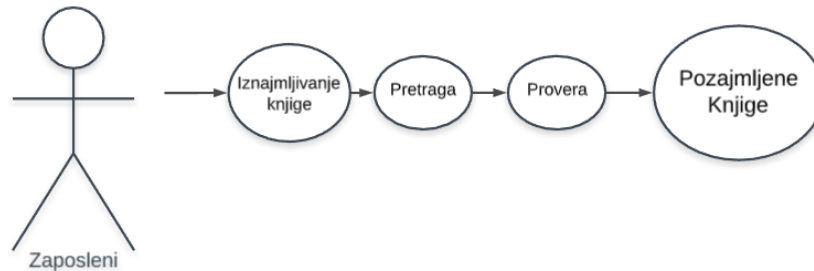 Iznajmljivanje
knjige
Pretraga
Provera
Pozajmljene
Knjige
Zaposleni